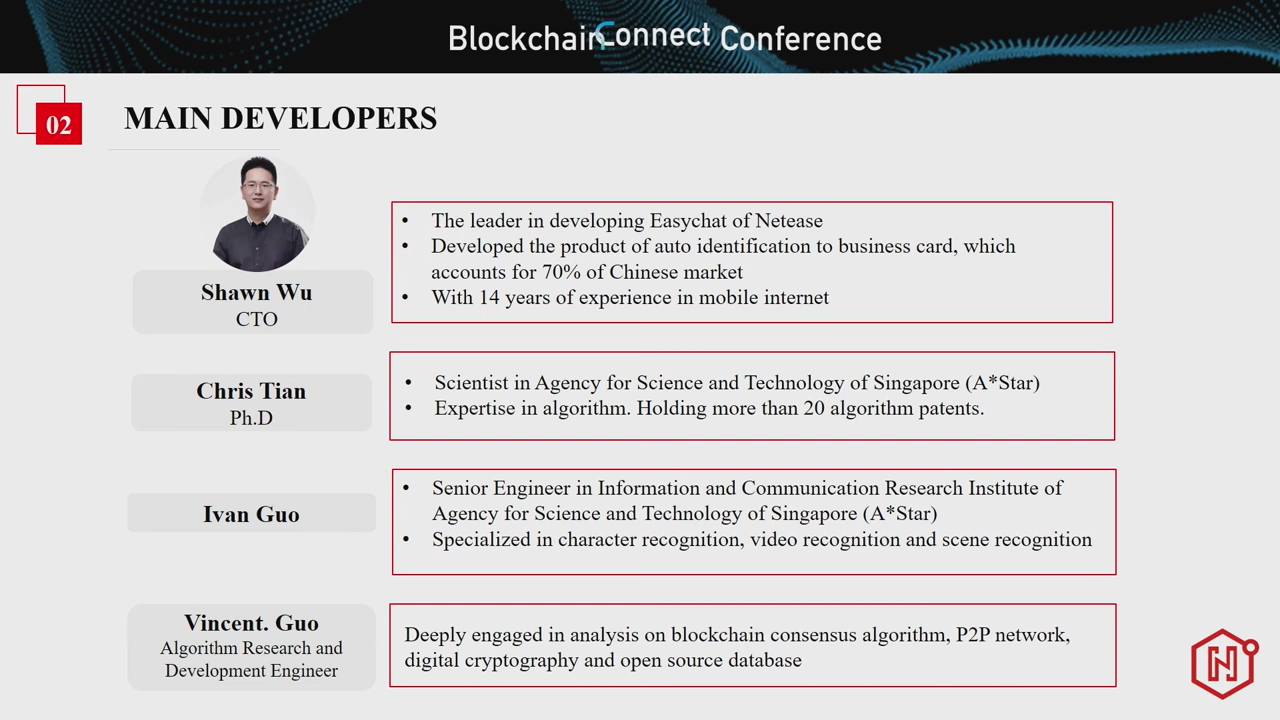 Blockchain Connect Conference
02
MAIN DEVELOPERS
Shawn Wu
CTO
• The leader in developing Easychat of Netease
• Developed the product of auto identification to business card, which
accounts for 70% of Chinese market
• With 14 years of experience in mobile internet
Chris Tian
Ph.D
• Scientist in Agency for Science and Technology of Singapore (A*Star)
• Expertise in algorithm. Holding more than 20 algorithm patents.
Ivan Guo
• Senior Engineer in Information and Communication Research Institute of
Agency for Science and Technology of Singapore (A*Star)
• Specialized in character recognition, video recognition and scene recognition
Vincent. Guo
Algorithm Research and
Development Engineer
Deeply engaged in analysis on blockchain consensus algorithm, P2P network,
digital cryptography and open source database
N